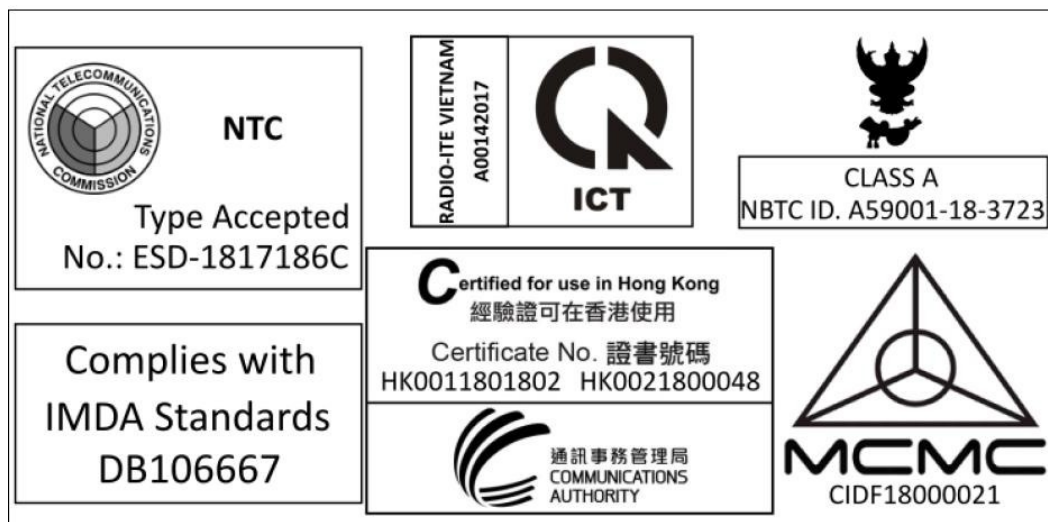 NATIONAL TELECOMMUNICATIONS COMMISSION
NTC
Type Accepted
No.: ESD-1817186C
RADIO-ITE VIETNAM
A00142017
ICT
CLASS A
NBTC ID. A59001-18-3723
Complies with
IMDA Standards
DB106667
Certified for use in Hong Kong
經驗證可在香港使用
Certificate No. 證書號碼
HK0011801802 HK0021800048
通訊事務管理局
COMMUNICATIONS
AUTHORITY
MCMC
CIDF18000021